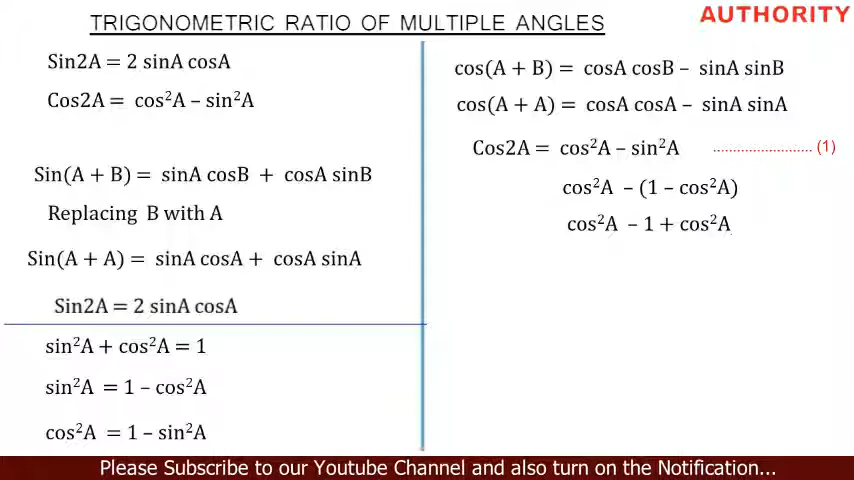 AUTHORITY
TRIGONOMETRIC RATIO OF MULTIPLE ANGLES
Sin2A = 2 sinA cosA
Cos2A = cos²A – sin²A
Sin(A + B) = sinA cosB + cosA sinB
Replacing B with A
Sin(A + A) = sinA cosA + cosA sinA
Sin2A = 2 sinA cosA
sin²A + cos²A = 1
sin²A = 1 – cos²A
cos²A = 1 – sin²A
cos(A + B) = cosA cosB – sinA sinB
cos(A + A) = cosA cosA – sinA sinA
Cos2A = cos²A – sin²A ......................... (1)
cos²A – (1 – cos²A)
cos²A – 1 + cos²A
Please Subscribe to our Youtube Channel and also turn on the Notification...